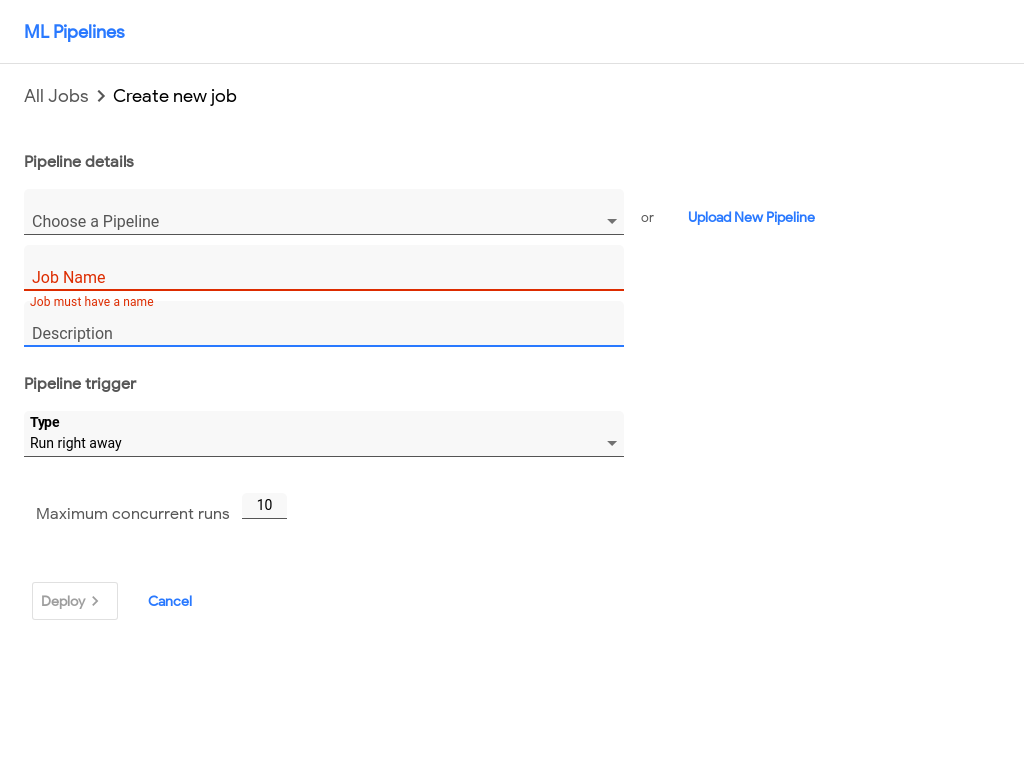 ML Pipelines
All Jobs > Create new job
Pipeline details
Choose a Pipeline or Upload New Pipeline
Job Name
Job must have a name
Description
Pipeline trigger
Type
Run right away
Maximum concurrent runs 10
Deploy > Cancel